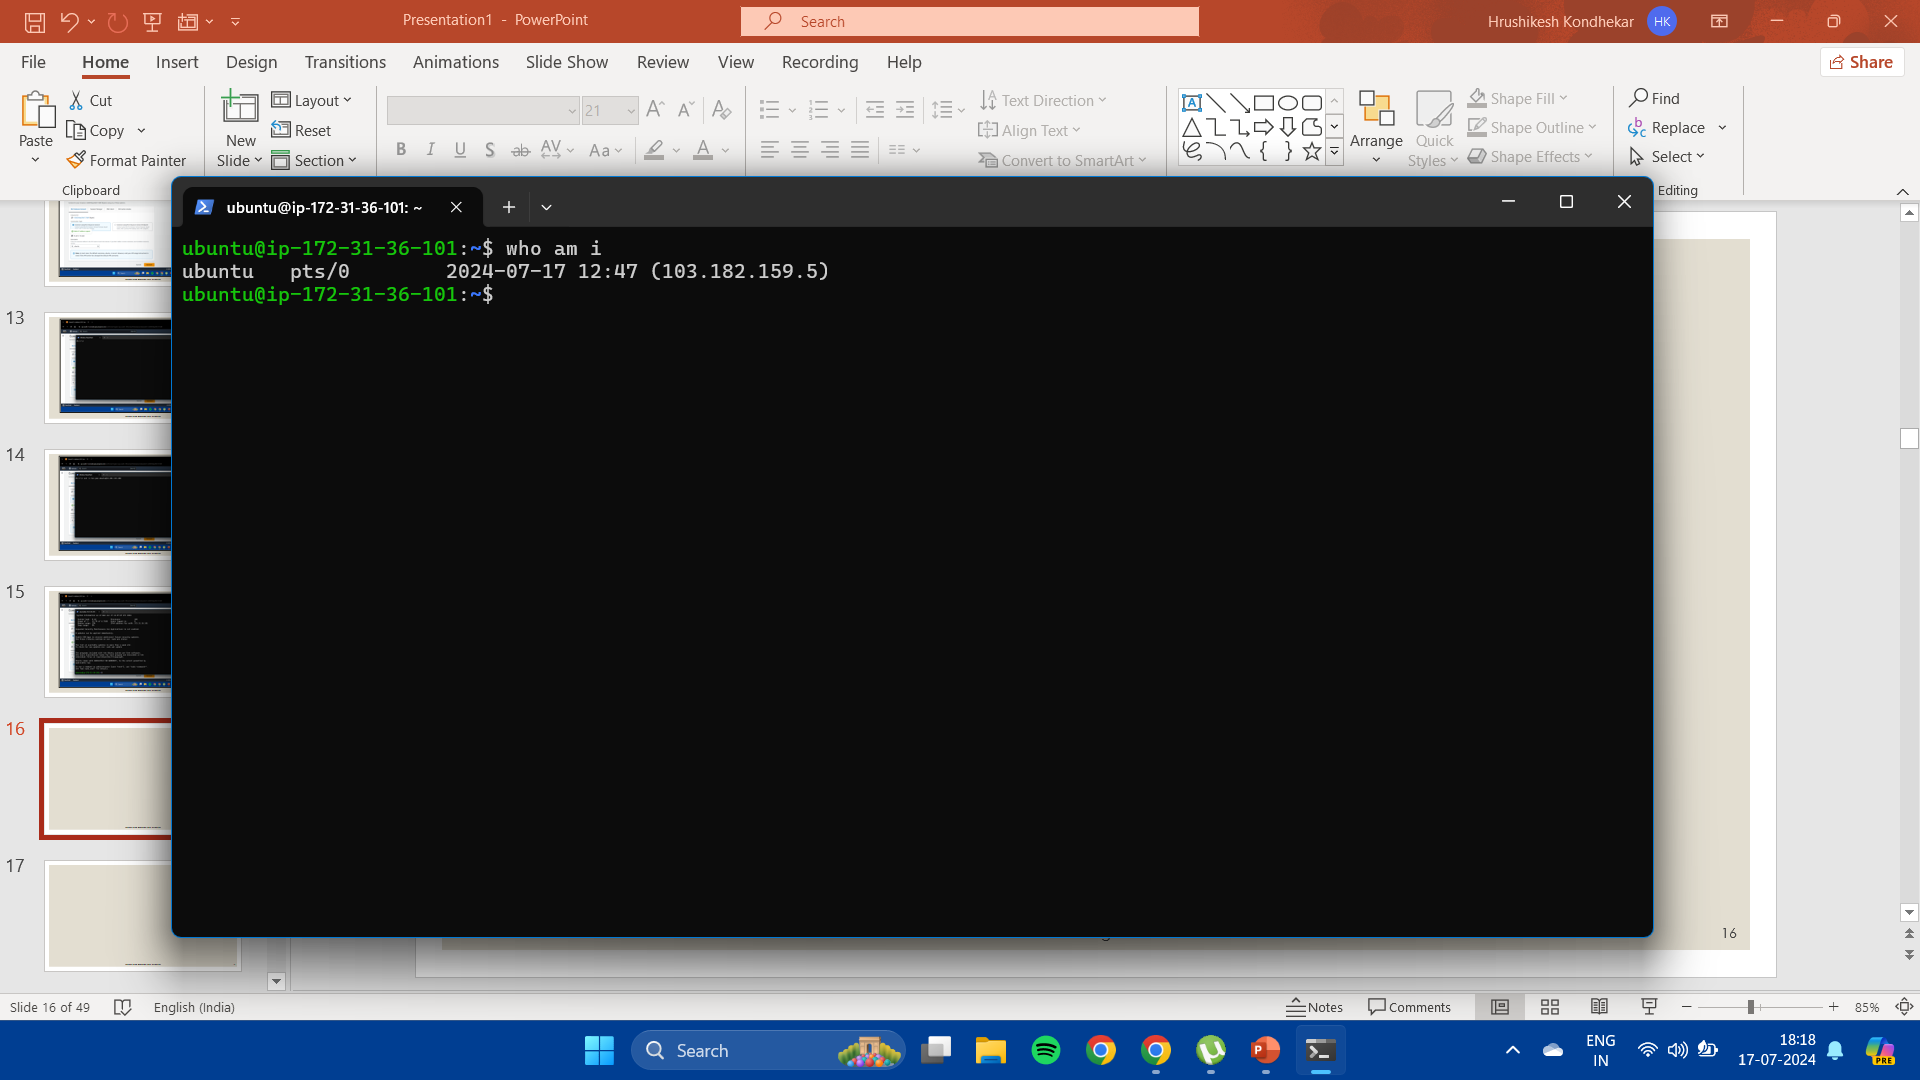 Presentation1 - PowerPoint
Search
Hrushikesh Kondhekar
HK
File Home Insert Design Transitions Animations Slide Show Review View Recording Help
Share
Paste
Cut
Copy
Format Painter
Clipboard
New Slide
Layout
Reset
Section
21
B I U S ab AV Aa A
Text Direction
Align Text
Convert to SmartArt
Arrange
Quick Styles
Shape Fill
Shape Outline
Shape Effects
Find
Replace
Select
Editing
ubuntu@ip-172-31-36-101: ~
ubuntu@ip-172-31-36-101:~$ who am i
ubuntu pts/0 2024-07-17 12:47 (103.182.159.5)
ubuntu@ip-172-31-36-101:~$
13
14
15
16
17
16
Slide 16 of 49
English (India)
Notes
Comments
85%
Search
ENG
IN
18:18
17-07-2024
PRE